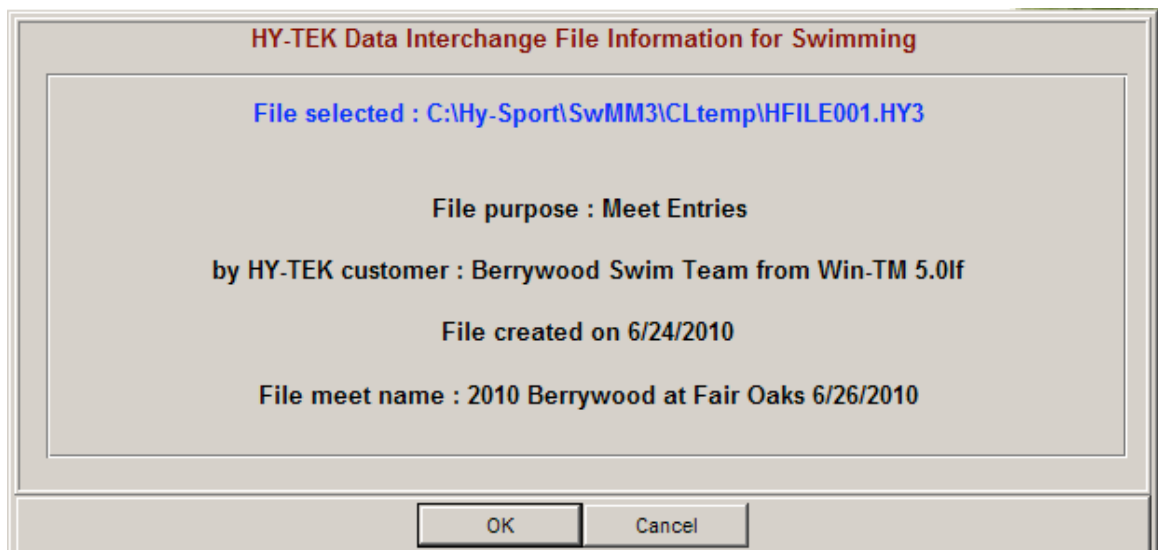 HY-TEK Data Interchange File Information for Swimming
File selected : C:\Hy-Sport\SwMM3\CLtemp\HFILE001.HY3
File purpose : Meet Entries
by HY-TEK customer : Berrywood Swim Team from Win-TM 5.0lf
File created on 6/24/2010
File meet name : 2010 Berrywood at Fair Oaks 6/26/2010
OK Cancel